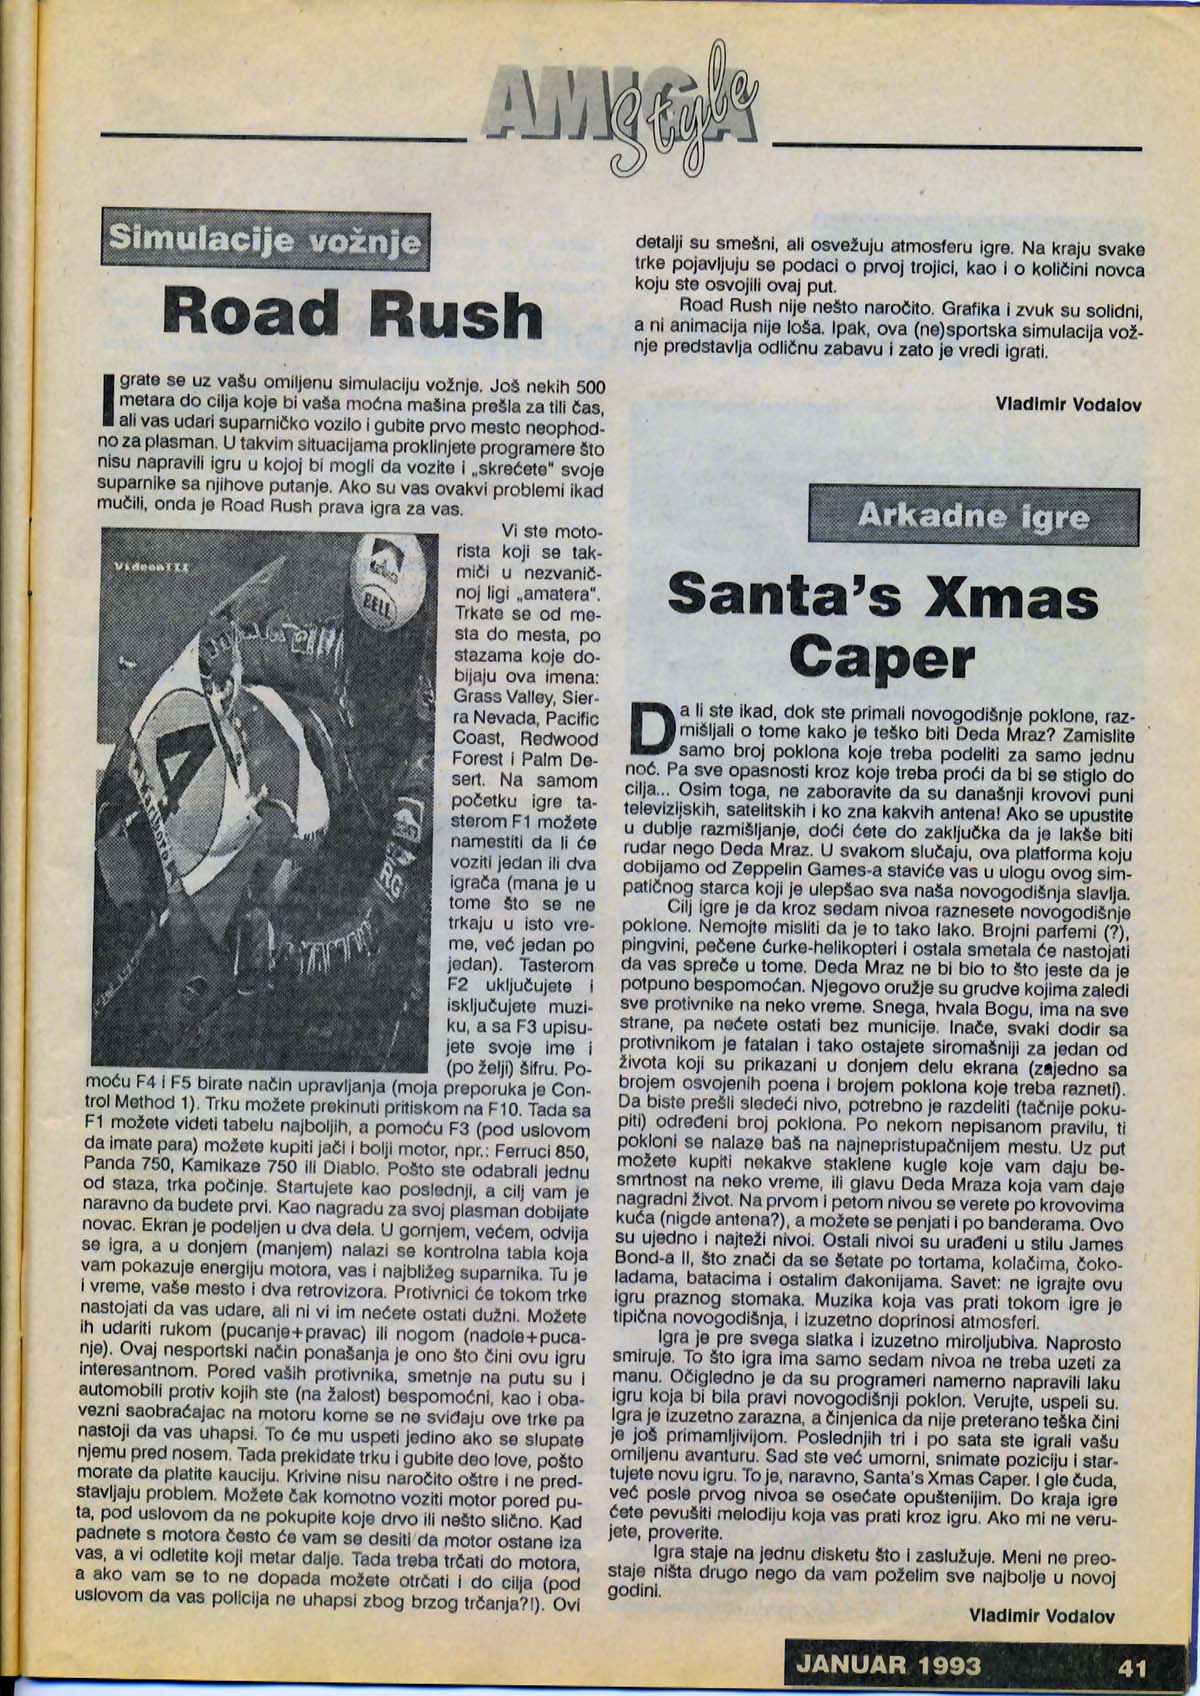 AMIGA Style
Simulacije vožnje
Road Rush
Igrate se uz vašu omiljenu simulaciju vožnje. Još nekih 500
metara do cilja koje bi vaša moćna mašina prešla za tili čas,
ali vas udari suparničko vozilo i gubite prvo mesto neophod-
no za plasman. U takvim situacijama proklinjete programere što
nisu napravili igru u kojoj bi mogli da vozite i „skrećete“ svoje
suparnike sa njihove putanje. Ako su vas ovakvi problemi ikad
mučili, onda je Road Rush prava igra za vas.
BELL
RG
Vi ste moto-
rista koji se tak-
miči u nezvanič-
noj ligi „amatera“.
Trkate se od me-
sta do mesta, po
stazama koje do-
bijaju ova imena:
Grass Valley, Sier-
ra Nevada, Pacific
Coast, Redwood
Forest i Palm De-
sert. Na samom
početku igre ta-
sterom F1 možete
namestiti da li će
voziti jedan ili dva
igrača (mana je u
tome što se ne
trkaju u isto vre-
me, već jedan po
jedan). Tasterom
F2 uključujete i
isključujete muzi-
ku, a sa F3 upisu-
jete svoje ime i
(po želji) šifru. Po-
moću F4 i F5 birate način upravljanja (moja preporuka je Con-
trol Method 1). Trku možete prekinuti pritiskom na F10. Tada sa
F1 možete videti tabelu najboljih, a pomoću F3 (pod uslovom
da imate para) možete kupiti jači i bolji motor, npr.: Ferruci 850,
Panda 750, Kamikaze 750 ili Diablo. Pošto ste odabrali jednu
od staza, trka počinje. Startujete kao poslednji, a cilj vam je
naravno da budete prvi. Kao nagradu za svoj plasman dobijate
novac. Ekran je podeljen u dva dela. U gornjem, većem, odvija
se igra, a u donjem (manjem) nalazi se kontrolna tabla koja
vam pokazuje energiju motora, vas i najbližeg suparnika. Tu je
i vreme, vaše mesto i dva retrovizora. Protivnici će tokom trke
nastojati da vas udare, ali ni vi im nećete ostati dužni. Možete
ih udariti rukom (pucanje+pravac) ili nogom (nadole+puca-
nje). Ovaj nesportski način ponašanja je ono što čini ovu igru
interesantnom. Pored vaših protivnika, smetnje na putu su i
automobili protiv kojih ste (na žalost) bespomoćni, kao i oba-
vezni saobraćajac na motoru kome se ne sviđaju ove trke pa
nastoji da vas uhapsi. To će mu uspeti jedino ako se slupate
njemu pred nosem. Tada prekidate trku i gubite deo love, pošto
morate da platite kauciju. Krivine nisu naročito oštre i ne pred-
stavljaju problem. Možete čak komotno voziti motor pored pu-
ta, pod uslovom da ne pokupite koje drvo ili nešto slično. Kad
padnete s motora često će vam se desiti da motor ostane iza
vas, a vi odletite koji metar dalje. Tada treba trčati do motora,
a ako vam se to ne dopada možete otrčati i do cilja (pod
uslovom da vas policija ne uhapsi zbog brzog trčanja?!). Ovi
detalji su smešni, ali osvežuju atmosferu igre. Na kraju svake
trke pojavljuju se podaci o prvoj trojici, kao i o količini novca
koju ste osvojili ovaj put.
Road Rush nije nešto naročito. Grafika i zvuk su solidni,
a ni animacija nije loša. Ipak, ova (ne)sportska simulacija vož-
nje predstavlja odličnu zabavu i zato je vredi igrati.
Vladimir Vodalov
Arkadne igre
Santa's Xmas
Caper
Da li ste ikad, dok ste primali novogodišnje poklone, raz-
mišljali o tome kako je teško biti Deda Mraz? Zamislite
samo broj poklona koje treba podeliti za samo jednu
noć. Pa sve opasnosti kroz koje treba proći da bi se stiglo do
cilja... Osim toga, ne zaboravite da su današnji krovovi puni
televizijskih, satelitskih i ko zna kakvih antena! Ako se upustite
u dublje razmišljanje, doći ćete do zaključka da je lakše biti
rudar nego Deda Mraz. U svakom slučaju, ova platforma koju
dobijamo od Zeppelin Games-a staviće vas u ulogu ovog sim-
patičnog starca koji je ulepšao sva naša novogodišnja slavlja.
Cilj igre je da kroz sedam nivoa raznesete novogodišnje
poklone. Nemojte misliti da je to tako lako. Brojni parfemi (?),
pingvini, pečene ćurke-helikopteri i ostala smetala će nastojati
da vas spreče u tome. Deda Mraz ne bi bio to što jeste da je
potpuno bespomoćan. Njegovo oružje su grudve kojima zaledi
sve protivnike na neko vreme. Snega, hvala Bogu, ima na sve
strane, pa nećete ostati bez municije. Inače, svaki dodir sa
protivnikom je fatalan i tako ostajete siromašniji za jedan od
života koji su prikazani u donjem delu ekrana (zajedno sa
brojem osvojenih poena i brojem poklona koje treba razneti).
Da biste prešli sledeći nivo, potrebno je razdeliti (tačnije poku-
piti) određeni broj poklona. Po nekom nepisanom pravilu, ti
pokloni se nalaze baš na najnepristupačnijem mestu. Uz put
možete kupiti nekakve staklene kugle koje vam daju be-
smrtnost na neko vreme, ili glavu Deda Mraza koja vam daje
nagradni život. Na prvom i petom nivou se verete po krovovima
kuća (nigde antena?), a možete se penjati i po banderama. Ovo
su ujedno i najteži nivoi. Ostali nivoi su urađeni u stilu James
Bond-a II, što znači da se šetate po tortama, kolačima, čoko-
ladama, batacima i ostalim đakonijama. Savet: ne igrajte ovu
igru praznog stomaka. Muzika koja vas prati tokom igre je
tipična novogodišnja, i izuzetno doprinosi atmosferi.
Igra je pre svega slatka i izuzetno miroljubiva. Naprosto
smiruje. To što igra ima samo sedam nivoa ne treba uzeti za
manu. Očigledno je da su programeri namerno napravili laku
igru koja bi bila pravi novogodišnji poklon. Verujte, uspeli su.
Igra je izuzetno zarazna, a činjenica da nije preterano teška čini
je još primamljivijom. Poslednjih tri i po sata ste igrali vašu
omiljenu avanturu. Sad ste već umorni, snimate poziciju i star-
tujete novu igru. To je, naravno, Santa's Xmas Caper. I gle čuda,
već posle prvog nivoa se osećate opuštenijim. Do kraja igre
ćete pevušiti melodiju koja vas prati kroz igru. Ako mi ne veru-
jete, proverite.
Igra staje na jednu disketu što i zaslužuje. Meni ne preo-
staje ništa drugo nego da vam poželim sve najbolje u novoj
godini.
Vladimir Vodalov
JANUAR 1993 41